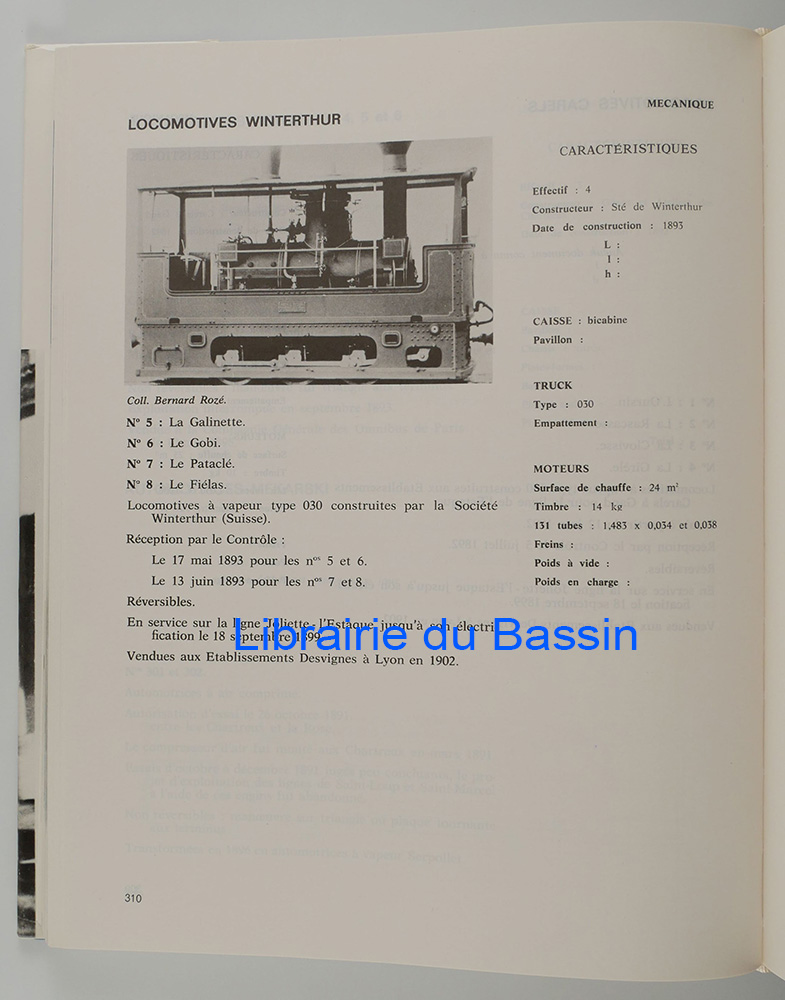 MECANIQUE
LOCOMOTIVES WINTERTHUR
Coll. Bernard Rozé.
N° 5 : La Galinette.
N° 6 : Le Gobi.
N° 7 : Le Pataclé.
N° 8 : Le Fiélas.
Locomotives à vapeur type 030 construites par la Société
Winterthur (Suisse).
Réception par le Contrôle :
Le 17 mai 1893 pour les nos 5 et 6.
Le 13 juin 1893 pour les nos 7 et 8.
Réversibles.
En service sur la ligne Joliette - l'Estaque jusqu'à son électri-
fication le 18 septembre 1899.
Vendues aux Etablissements Desvignes à Lyon en 1902.
CARACTÉRISTIQUES
Effectif : 4
Constructeur : Sté de Winterthur
Date de construction : 1893
L :
l :
h :
CAISSE : bicabine
Pavillon :
TRUCK
Type : 030
Empattement :
MOTEURS
Surface de chauffe : 24 m²
Timbre : 14 kg
131 tubes : 1,483 x 0,034 et 0,038
Freins :
Poids à vide :
Poids en charge :
Librairie du Bassin
310